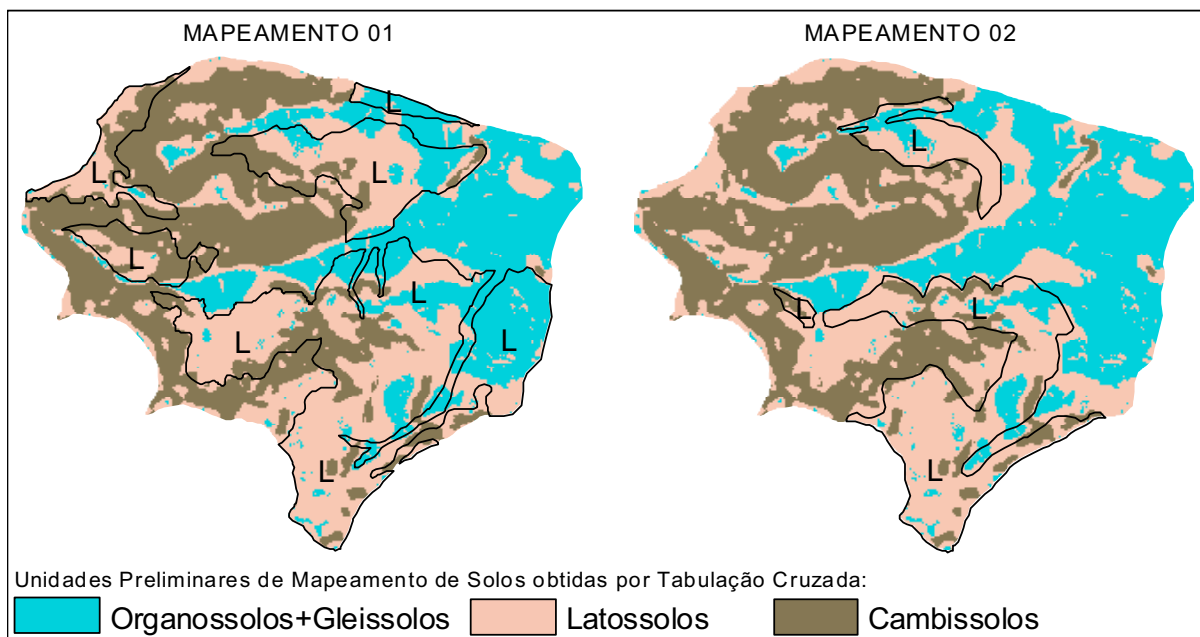 MAPEAMENTO 01
MAPEAMENTO 02
L
L
L
L
L
L
L
L
L
L
L
L
Unidades Preliminares de Mapeamento de Solos obtidas por Tabulação Cruzada:
Organossolos+Gleissolos
Latossolos
Cambissolos